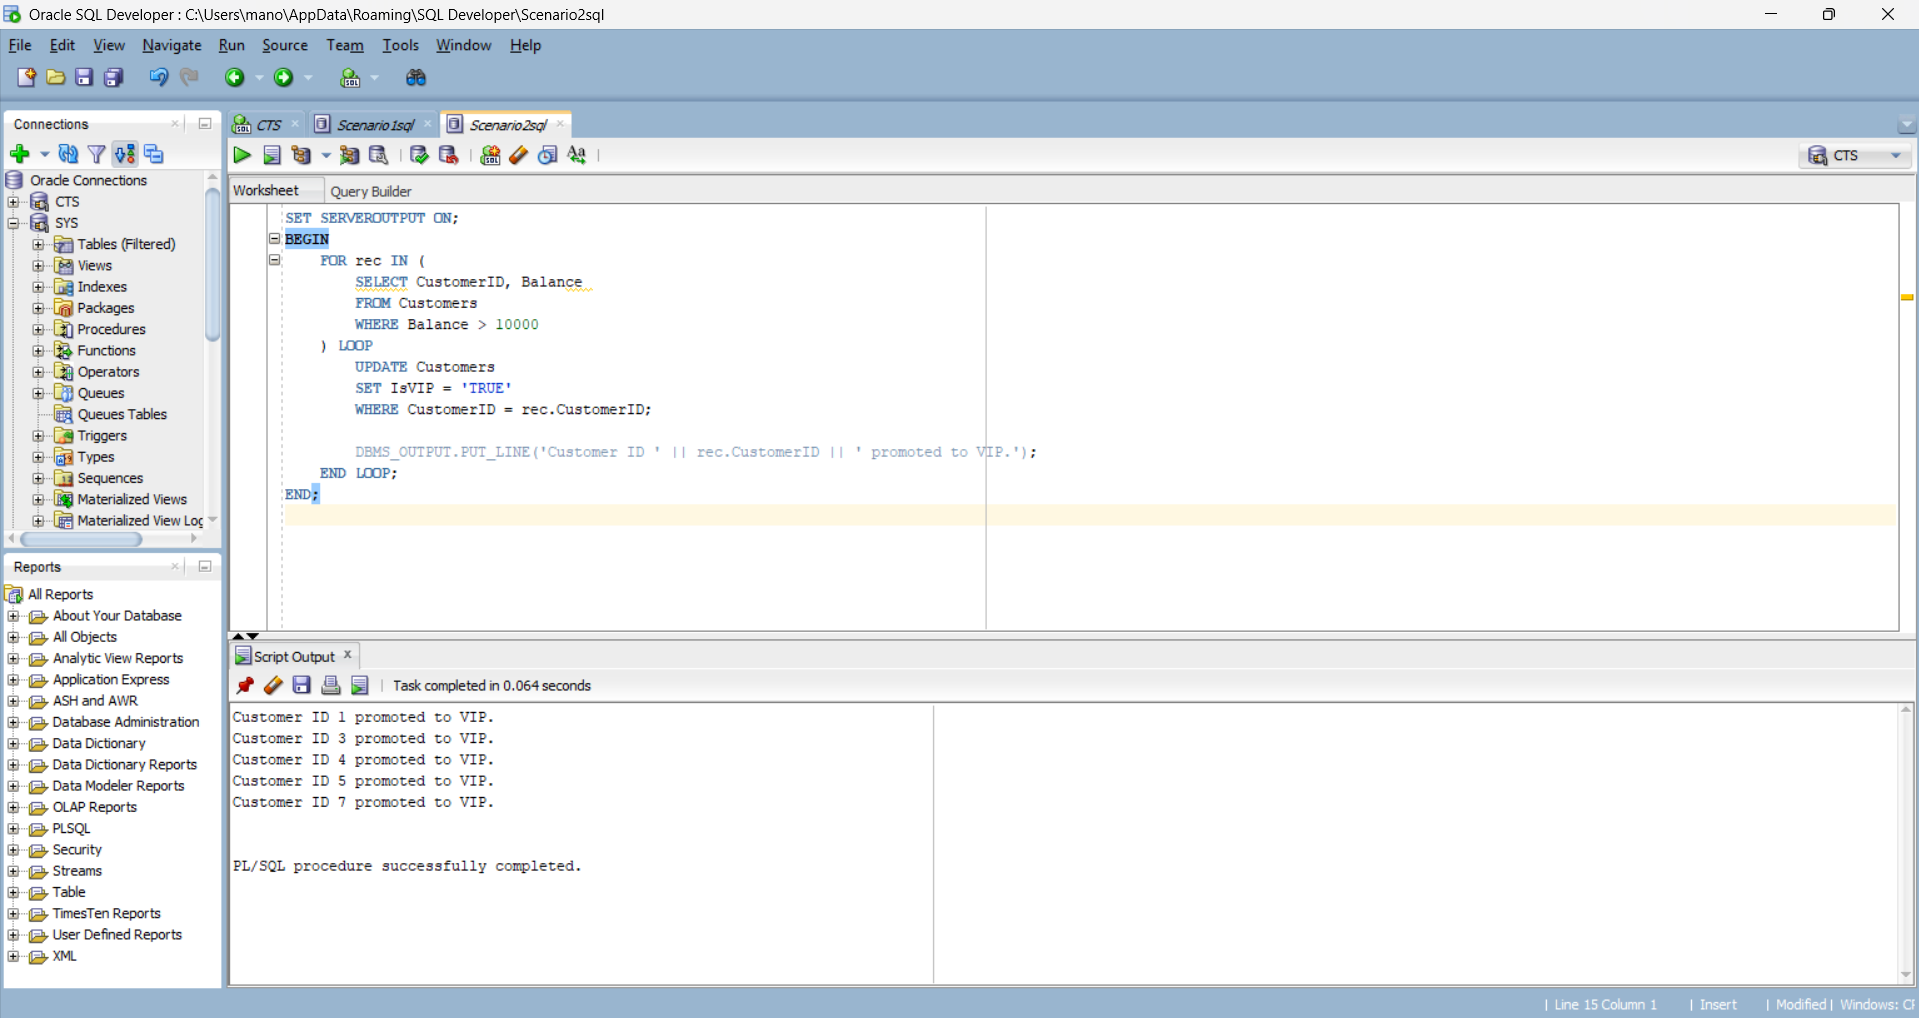 Oracle SQL Developer : C:\Users\mano\AppData\Roaming\SQL Developer\Scenario2sql
File Edit View Navigate Run Source Team Tools Window Help
Connections
Oracle Connections
CTS
SYS
Tables (Filtered)
Views
Indexes
Packages
Procedures
Functions
Operators
Queues
Queues Tables
Triggers
Types
Sequences
Materialized Views
Materialized View Log
Reports
All Reports
About Your Database
All Objects
Analytic View Reports
Application Express
ASH and AWR
Database Administration
Data Dictionary
Data Dictionary Reports
Data Modeler Reports
OLAP Reports
PLSQL
Security
Streams
Table
TimesTen Reports
User Defined Reports
XML
CTS Scenario1sql Scenario2sql
CTS
Worksheet Query Builder
SET SERVEROUTPUT ON;
BEGIN
FOR rec IN (
SELECT CustomerID, Balance
FROM Customers
WHERE Balance > 10000
) LOOP
UPDATE Customers
SET IsVIP = 'TRUE'
WHERE CustomerID = rec.CustomerID;
DBMS_OUTPUT.PUT_LINE('Customer ID ' || rec.CustomerID || ' promoted to VIP.');
END LOOP;
END;
Script Output
Task completed in 0.064 seconds
Customer ID 1 promoted to VIP.
Customer ID 3 promoted to VIP.
Customer ID 4 promoted to VIP.
Customer ID 5 promoted to VIP.
Customer ID 7 promoted to VIP.
PL/SQL procedure successfully completed.
| Line 15 Column 1 | Insert | Modified | Windows: